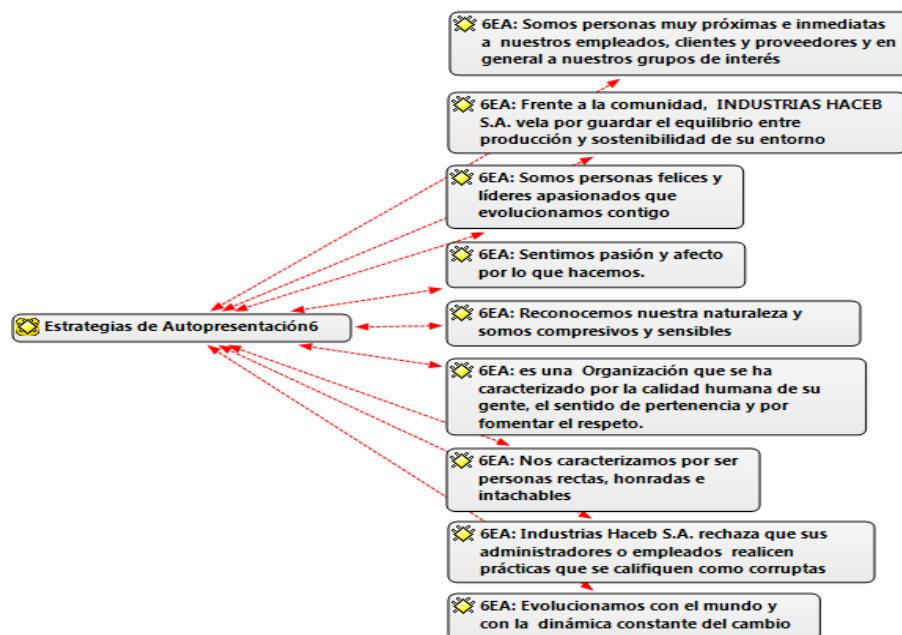 6EA: Somos personas muy próximas e inmediatas
a nuestros empleados, clientes y proveedores y en
general a nuestros grupos de interés
6EA: Frente a la comunidad, INDUSTRIAS HACEB
S.A. vela por guardar el equilibrio entre
producción y sostenibilidad de su entorno
6EA: Somos personas felices y
líderes apasionados que
evolucionamos contigo
6EA: Sentimos pasión y afecto
por lo que hacemos.
Estrategias de Autopresentación6
6EA: Reconocemos nuestra naturaleza y
somos compresivos y sensibles
6EA: es una Organización que se ha
caracterizado por la calidad humana de su
gente, el sentido de pertenencia y por
fomentar el respeto.
6EA: Nos caracterizamos por ser
personas rectas, honradas e
intachables
6EA: Industrias Haceb S.A. rechaza que sus
administradores o empleados realicen
prácticas que se califiquen como corruptas
6EA: Evolucionamos con el mundo y
con la dinámica constante del cambio